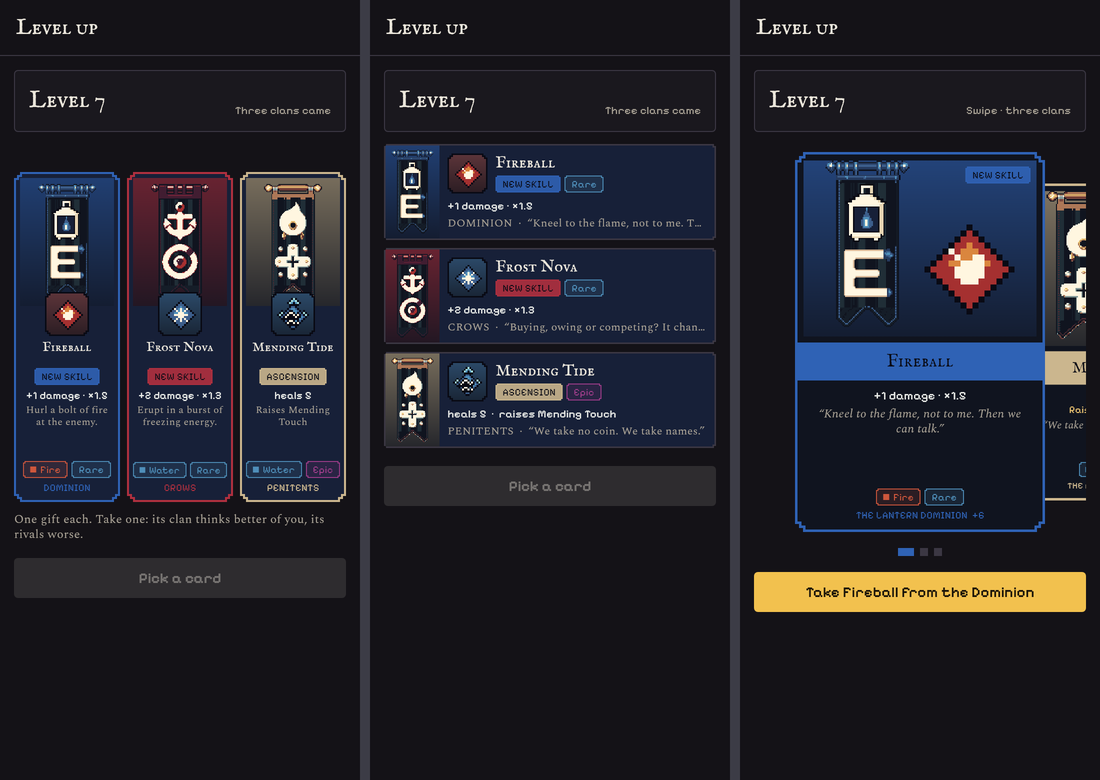 Level up
Level 7
Three clans came
Fireball
NEW SKILL
+1 damage · ×1.5
Hurl a bolt of fire
at the enemy.
Fire
Rare
DOMINION
Frost Nova
NEW SKILL
+2 damage · ×1.3
Erupt in a burst of
freezing energy.
Water
Rare
CROWS
Mending Tide
ASCENSION
heals 5
Raises Mending
Touch
Water
Epic
PENITENTS
One gift each. Take one: its clan thinks better of you, its
rivals worse.
Pick a card
Level up
Level 7
Three clans came
Fireball
NEW SKILL
Rare
+1 damage · ×1.5
DOMINION · “Kneel to the flame, not to me. T…
Frost Nova
NEW SKILL
Rare
+2 damage · ×1.3
CROWS · “Buying, owing or competing? It chan…
Mending Tide
ASCENSION
Epic
heals 5 · raises Mending Touch
PENITENTS · “We take no coin. We take names.”
Pick a card
Level up
Level 7
Swipe · three clans
NEW SKILL
E
Fireball
+1 damage · ×1.5
“Kneel to the flame, not to me. Then we
can talk.”
Fire
Rare
THE LANTERN DOMINION +6
M
Rais
“We take
THE
Take Fireball from the Dominion